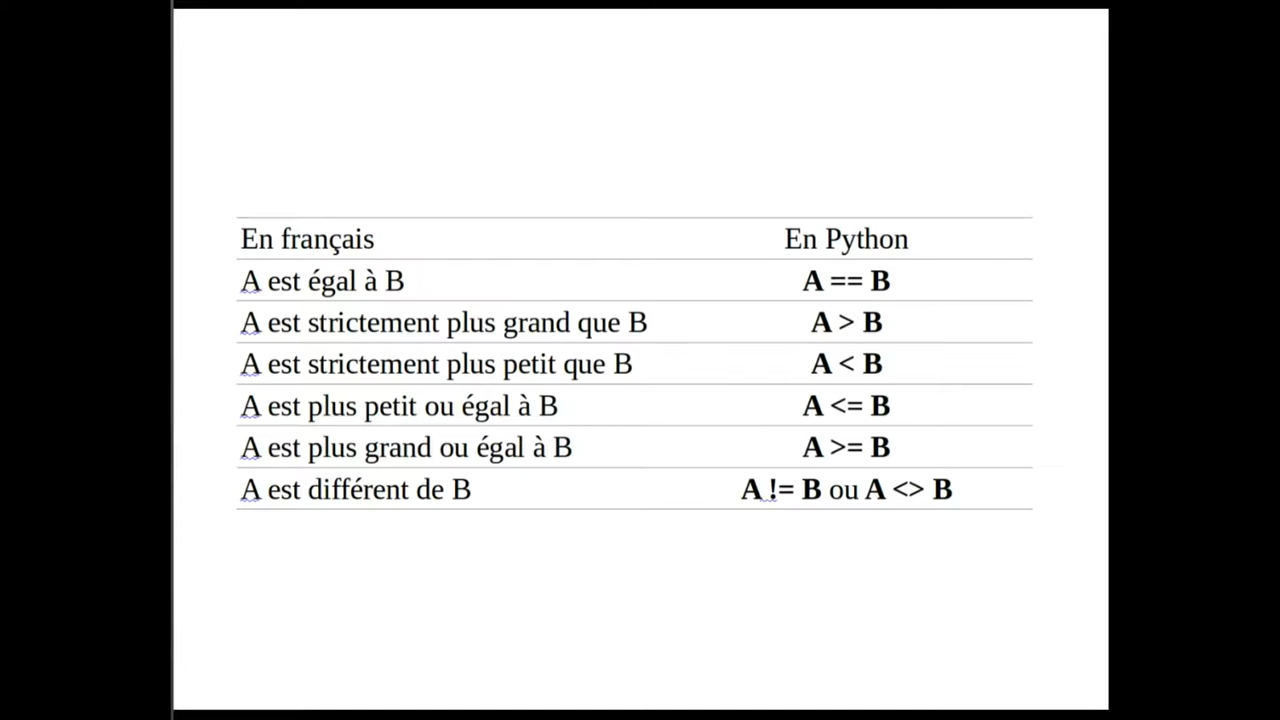 En français En Python
A est égal à B A == B
A est strictement plus grand que B A > B
A est strictement plus petit que B A < B
A est plus petit ou égal à B A <= B
A est plus grand ou égal à B A >= B
A est différent de B A != B ou A <> B